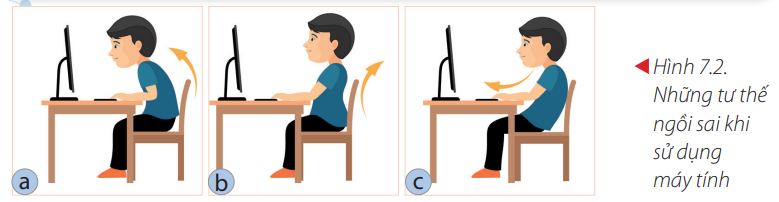 a
b
c
Hình 7.2.
Những tư thế
ngồi sai khi
sử dụng
máy tính